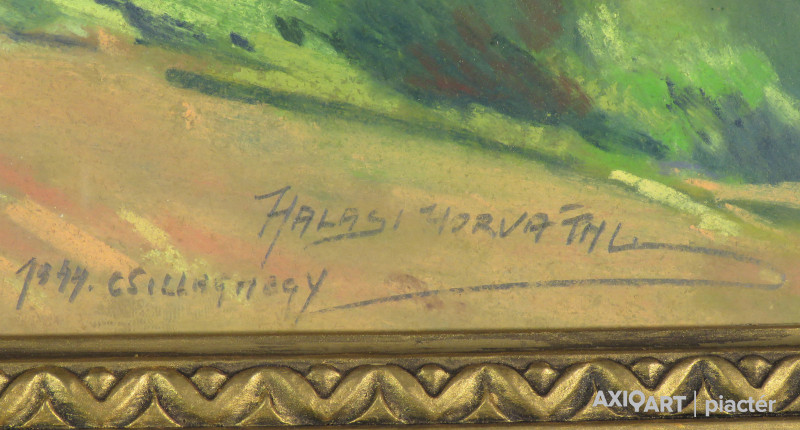 HALASI HORVÁTH L
1944. CSILLAGHEGY
AXIOART | piacter